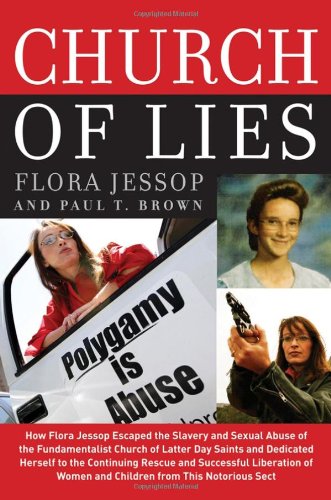 CHURCH
OF LIES
FLORA JESSOP
AND PAUL T. BROWN
Polygamy
is
Abuse
How Flora Jessop Escaped the Slavery and Sexual Abuse of
the Fundamentalist Church of Latter Day Saints and Dedicated
Herself to the Continuing Rescue and Successful Liberation of
Women and Children from This Notorious Sect